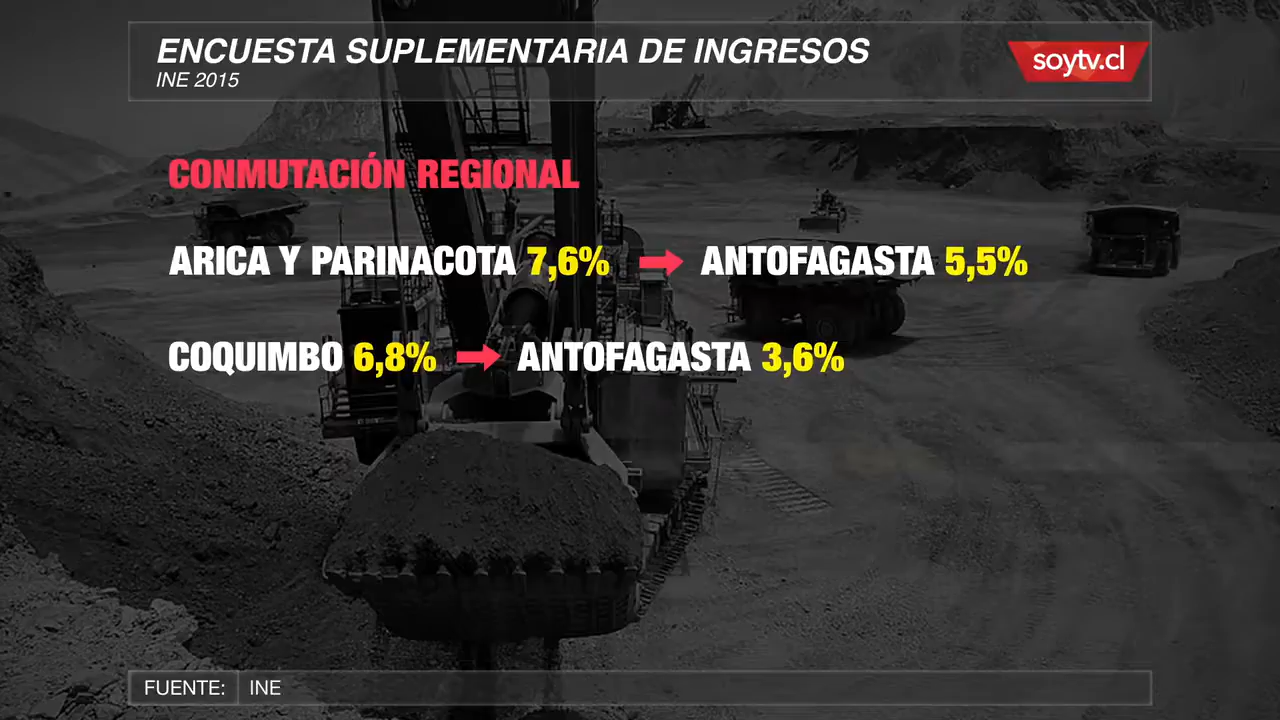 ENCUESTA SUPLEMENTARIA DE INGRESOS
INE 2015
soytv.cl
CONMUTACIÓN REGIONAL
ARICA Y PARINACOTA 7,6% → ANTOFAGASTA 5,5%
COQUIMBO 6,8% → ANTOFAGASTA 3,6%
FUENTE: INE